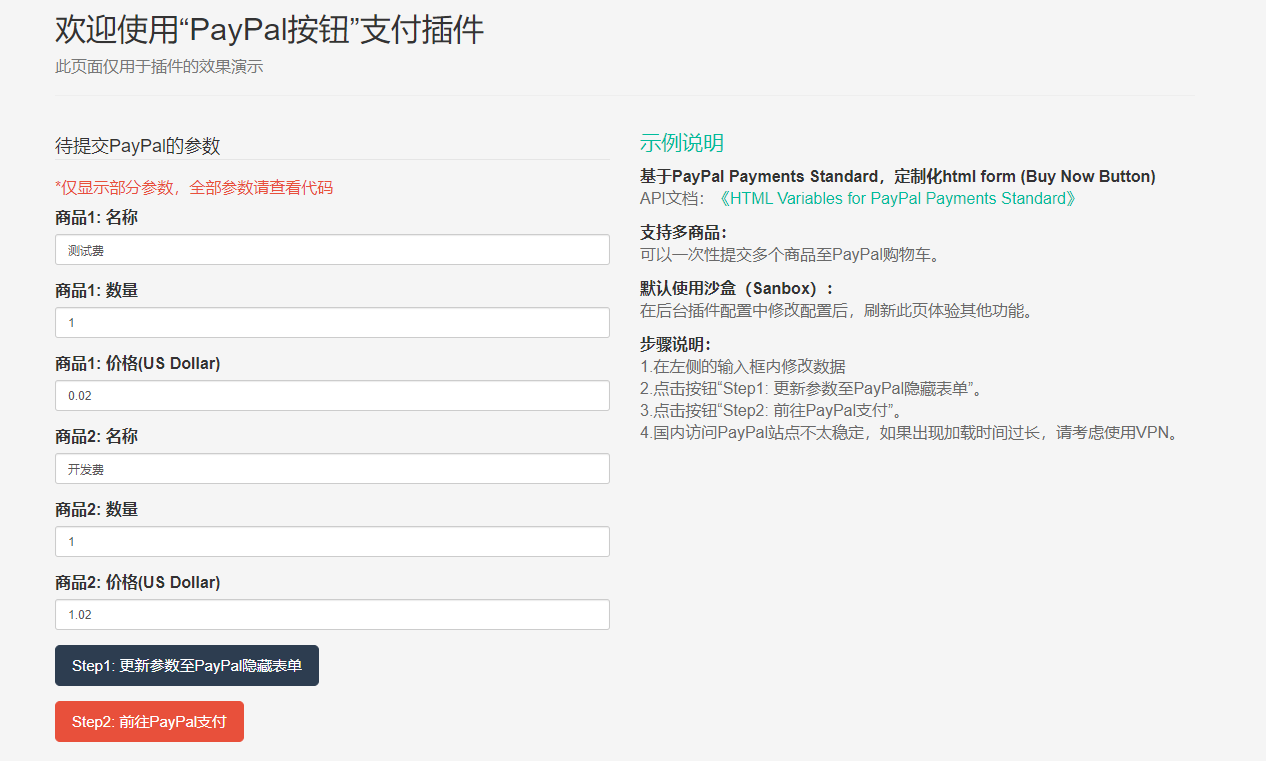 欢迎使用“PayPal按钮”支付插件
此页面仅用于插件的效果演示
待提交PayPal的参数
*仅显示部分参数，全部参数请查看代码
商品1: 名称
测试费
商品1: 数量
1
商品1: 价格(US Dollar)
0.02
商品2: 名称
开发费
商品2: 数量
1
商品2: 价格(US Dollar)
1.02
Step1: 更新参数至PayPal隐藏表单
Step2: 前往PayPal支付
示例说明
基于PayPal Payments Standard，定制化html form (Buy Now Button)
API文档：《HTML Variables for PayPal Payments Standard》
支持多商品：
可以一次性提交多个商品至PayPal购物车。
默认使用沙盒（Sanbox）：
在后台插件配置中修改配置后，刷新此页体验其他功能。
步骤说明：
1.在左侧的输入框内修改数据
2.点击按钮“Step1: 更新参数至PayPal隐藏表单”。
3.点击按钮“Step2: 前往PayPal支付”。
4.国内访问PayPal站点不太稳定，如果出现加载时间过长，请考虑使用VPN。